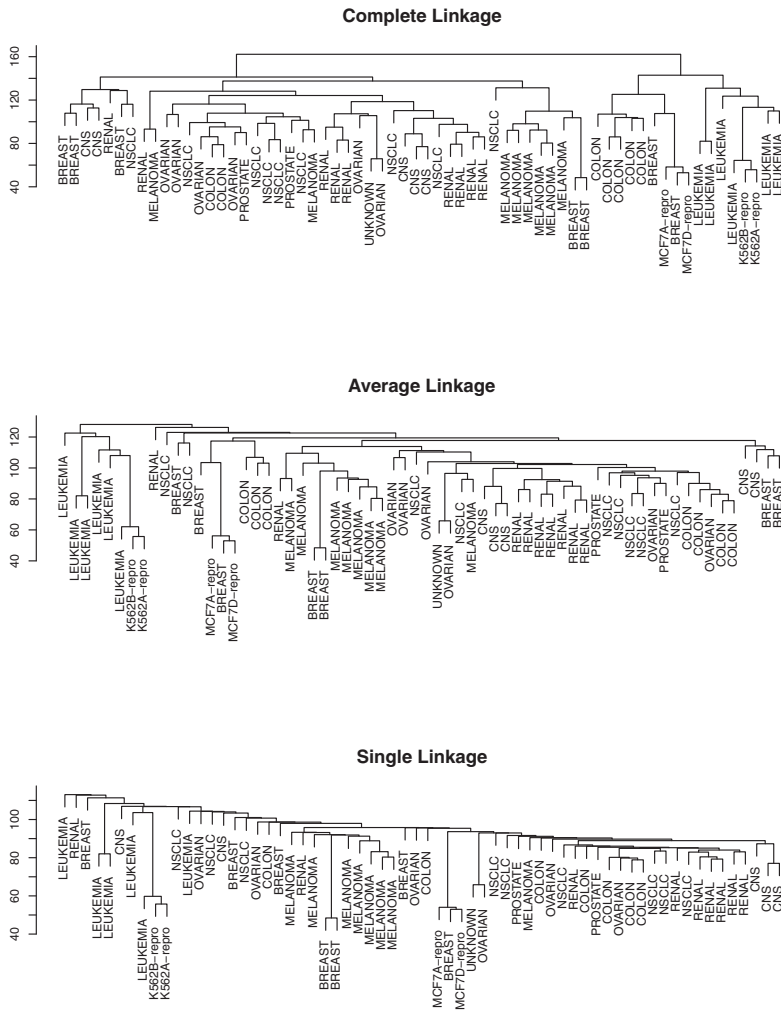 Complete Linkage
160
120
80
40
BREAST
BREAST
CNS
CNS
RENAL
BREAST
NSCLC
RENAL
MELANOMA
OVARIAN
OVARIAN
NSCLC
OVARIAN
COLON
COLON
OVARIAN
PROSTATE
NSCLC
NSCLC
NSCLC
PROSTATE
NSCLC
MELANOMA
RENAL
RENAL
RENAL
OVARIAN
UNKNOWN
OVARIAN
NSCLC
CNS
CNS
CNS
NSCLC
RENAL
RENAL
RENAL
RENAL
NSCLC
MELANOMA
MELANOMA
MELANOMA
MELANOMA
MELANOMA
MELANOMA
BREAST
BREAST
COLON
COLON
COLON
COLON
COLON
BREAST
MCF7A-repro
BREAST
MCF7D-repro
LEUKEMIA
LEUKEMIA
LEUKEMIA
LEUKEMIA
K562B-repro
K562A-repro
LEUKEMIA
LEUKEMIA
Average Linkage
120
100
80
60
40
LEUKEMIA
LEUKEMIA
LEUKEMIA
LEUKEMIA
LEUKEMIA
LEUKEMIA
K562B-repro
K562A-repro
RENAL
NSCLC
BREAST
NSCLC
BREAST
MCF7A-repro
BREAST
MCF7D-repro
COLON
COLON
COLON
RENAL
MELANOMA
MELANOMA
BREAST
BREAST
MELANOMA
MELANOMA
MELANOMA
MELANOMA
MELANOMA
OVARIAN
OVARIAN
NSCLC
OVARIAN
UNKNOWN
OVARIAN
NSCLC
MELANOMA
CNS
CNS
CNS
RENAL
RENAL
RENAL
RENAL
RENAL
RENAL
RENAL
PROSTATE
NSCLC
NSCLC
NSCLC
NSCLC
OVARIAN
PROSTATE
NSCLC
COLON
COLON
OVARIAN
COLON
COLON
CNS
CNS
BREAST
BREAST
Single Linkage
100
80
60
40
LEUKEMIA
RENAL
BREAST
LEUKEMIA
LEUKEMIA
CNS
LEUKEMIA
LEUKEMIA
K562B-repro
K562A-repro
NSCLC
LEUKEMIA
OVARIAN
NSCLC
CNS
BREAST
NSCLC
OVARIAN
COLON
BREAST
MELANOMA
RENAL
MELANOMA
BREAST
BREAST
MELANOMA
MELANOMA
MELANOMA
MELANOMA
MELANOMA
BREAST
OVARIAN
COLON
MCF7A-repro
BREAST
MCF7D-repro
UNKNOWN
OVARIAN
NSCLC
NSCLC
PROSTATE
MELANOMA
COLON
OVARIAN
NSCLC
RENAL
COLON
PROSTATE
COLON
OVARIAN
COLON
COLON
NSCLC
NSCLC
RENAL
NSCLC
RENAL
RENAL
RENAL
RENAL
RENAL
CNS
CNS
CNS